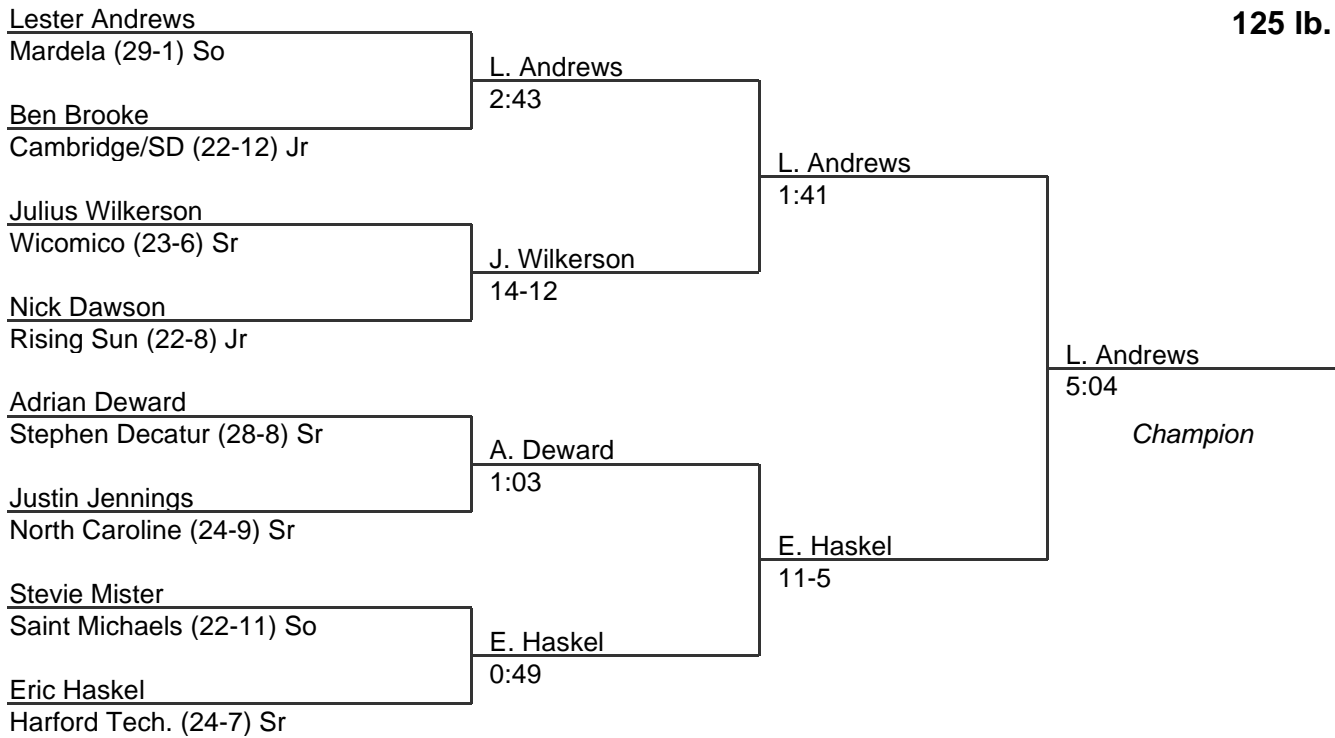 125 lb.
Lester Andrews
Mardela (29-1) So
L. Andrews
2:43
Ben Brooke
Cambridge/SD (22-12) Jr
L. Andrews
1:41
Julius Wilkerson
Wicomico (23-6) Sr
J. Wilkerson
14-12
Nick Dawson
Rising Sun (22-8) Jr
L. Andrews
5:04
Champion
Adrian Deward
Stephen Decatur (28-8) Sr
A. Deward
1:03
Justin Jennings
North Caroline (24-9) Sr
E. Haskel
11-5
Stevie Mister
Saint Michaels (22-11) So
E. Haskel
0:49
Eric Haskel
Harford Tech. (24-7) Sr